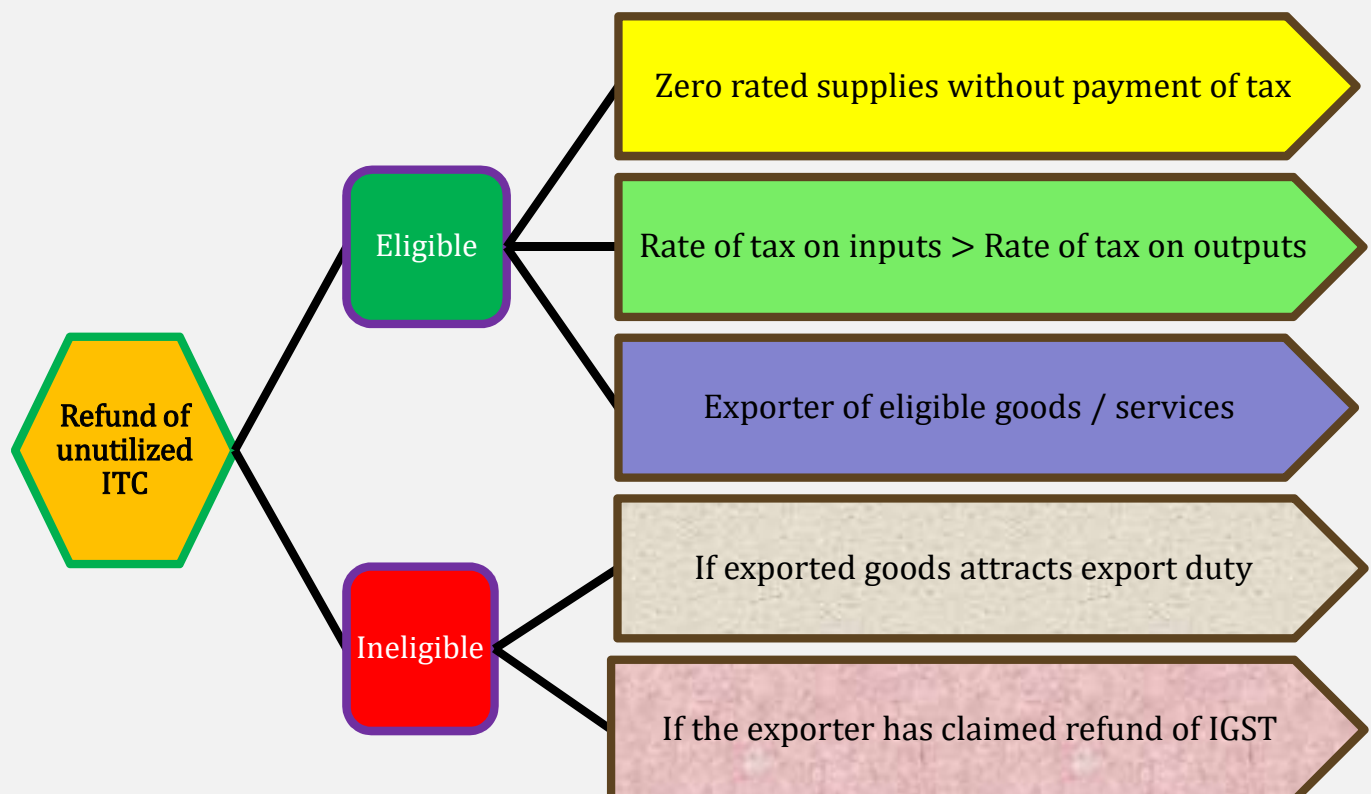 Refund of
unutilized
ITC
Eligible
Zero rated supplies without payment of tax
Rate of tax on inputs > Rate of tax on outputs
Exporter of eligible goods / services
Ineligible
If exported goods attracts export duty
If the exporter has claimed refund of IGST